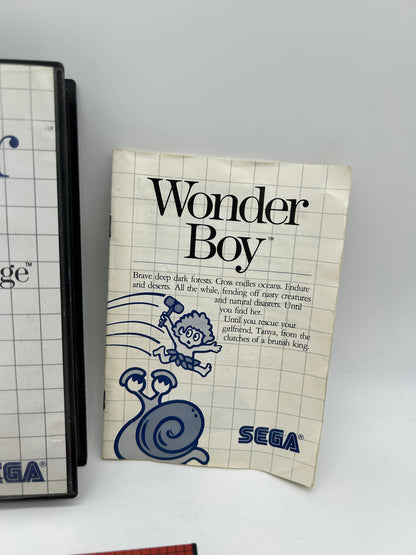 Wonder
Boy™
Brave deep dark forests. Cross endles oceans. Endure
and deserts. All the while, fending off nasty creatures
and natural disasters. Until
you find her.
Until you rescue your
girlfriend, Tanya, from the
clutches of a brutish king.
SEGA®
r
ge™
EGA®